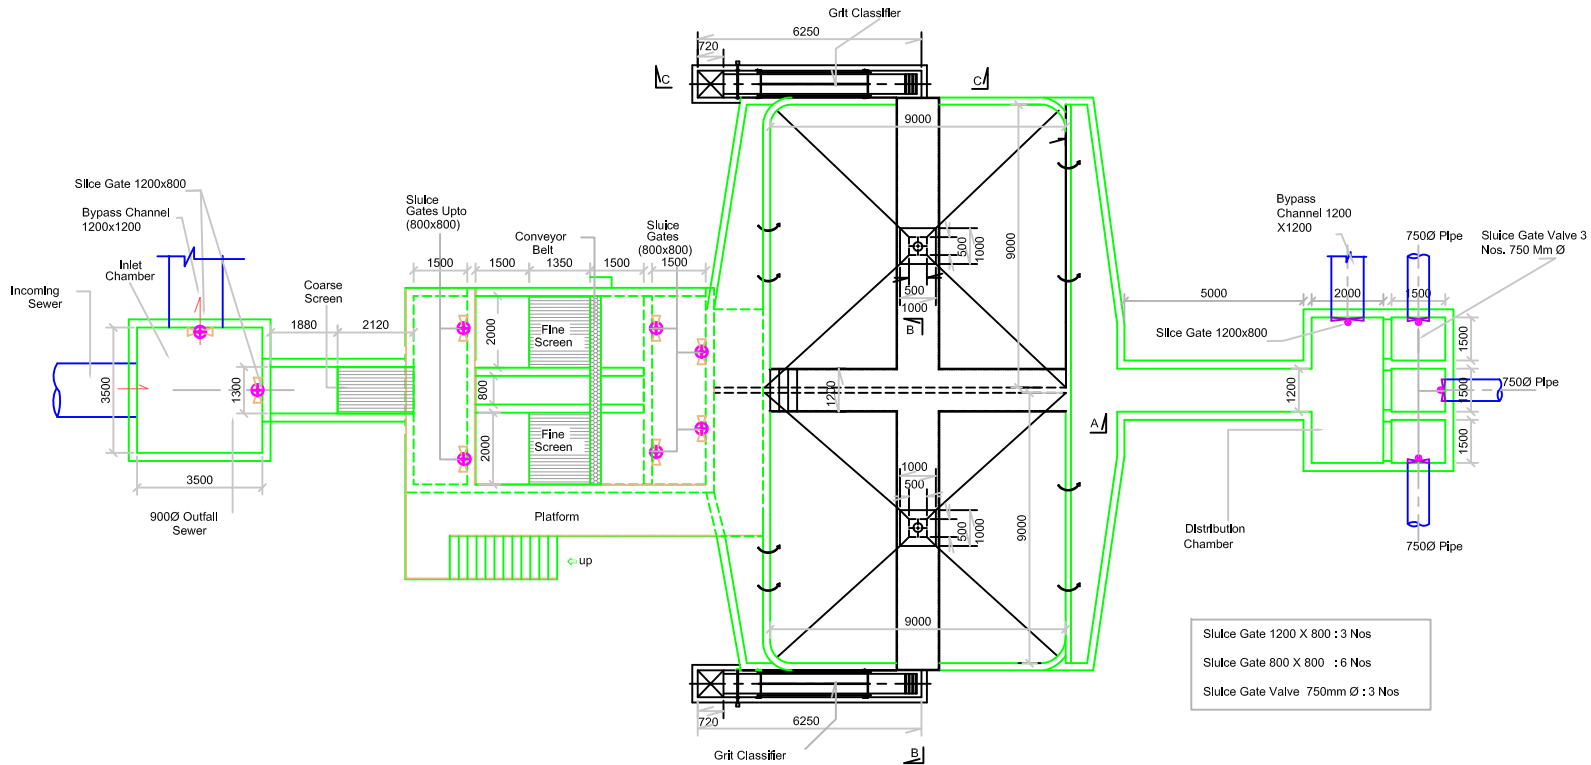 Grit Classifier
6250
720
C
C
9000
Slice Gate 1200x800
Bypass Channel
1200x1200
Inlet
Chamber
Incoming
Sewer
Coarse
Screen
Sluice
Gates Upto
(800x800)
Conveyor
Belt
Sluice
Gates
(800x800)
1500
1500
1350
1500
1500
1880
2120
3500
1300
3500
900Ø Outfall
Sewer
2000
800
2000
Fine
Screen
Fine
Screen
Platform
up
9000
500
1000
500
1000
B
1200
A
1000
500
500
1000
9000
9000
720
6250
Grit Classifier
B
Bypass
Channel 1200
X1200
750Ø Pipe
Sluice Gate Valve 3
Nos. 750 Mm Ø
5000
2000
1500
Slice Gate 1200x800
1500
1200
1500
750Ø Pipe
1500
Distribution
Chamber
750Ø Pipe
Sluice Gate 1200 X 800 : 3 Nos
Sluice Gate 800 X 800 : 6 Nos
Sluice Gate Valve 750mm Ø : 3 Nos